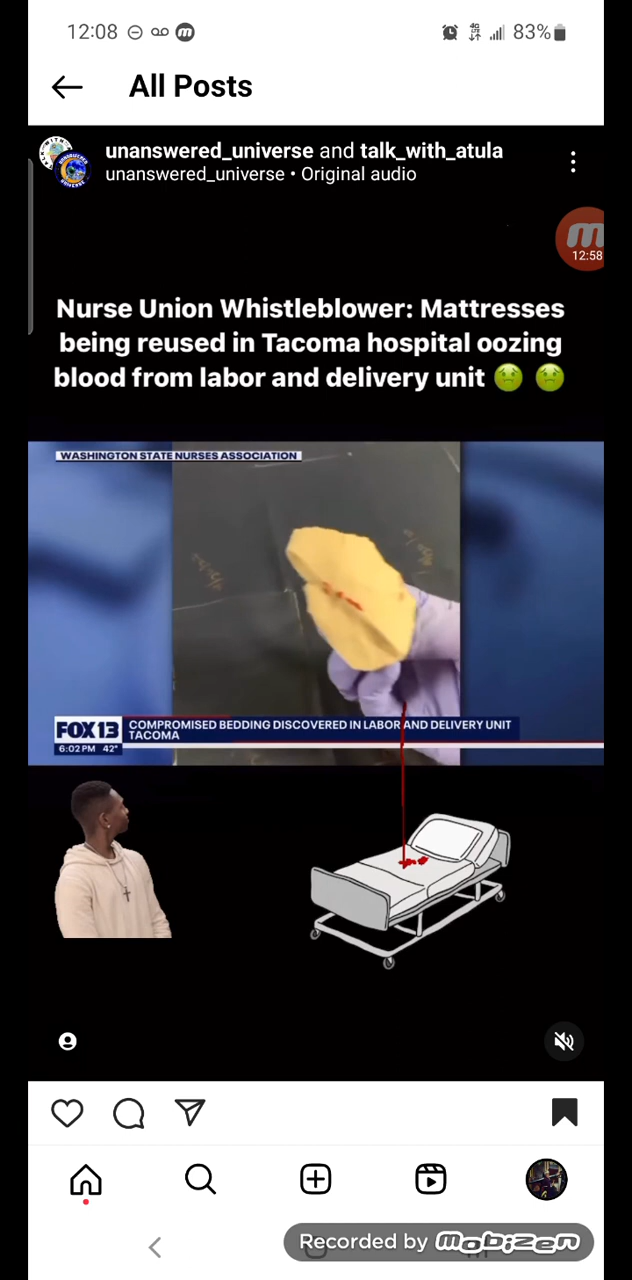 12:08
83%
All Posts
unanswered_universe and talk_with_atula
unanswered_universe • Original audio
12:58
Nurse Union Whistleblower: Mattresses
being reused in Tacoma hospital oozing
blood from labor and delivery unit 🤢 🤢
WASHINGTON STATE NURSES ASSOCIATION
FOX 13
COMPROMISED BEDDING DISCOVERED IN LABOR AND DELIVERY UNIT
TACOMA
6:02 PM 42°
Recorded by mobizen